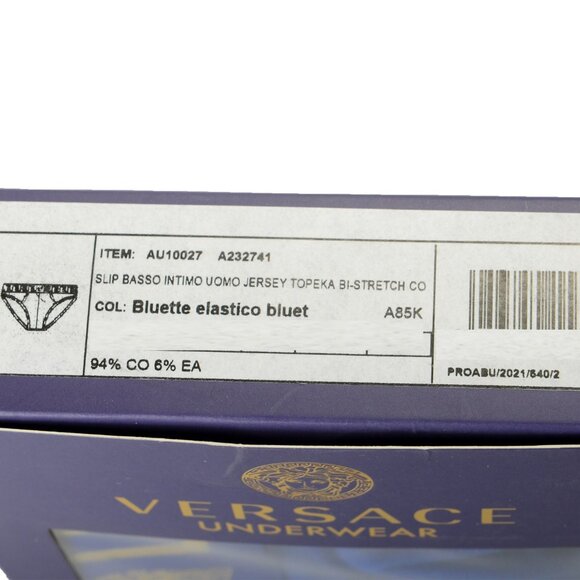 ITEM: AU10027 A232741
SLIP BASSO INTIMO UOMO JERSEY TOPEKA BI-STRETCH CO
COL: Bluette elastico bluet A85K
94% CO 6% EA
PROABU/2021/640/2
VERSACE
UNDERWEAR